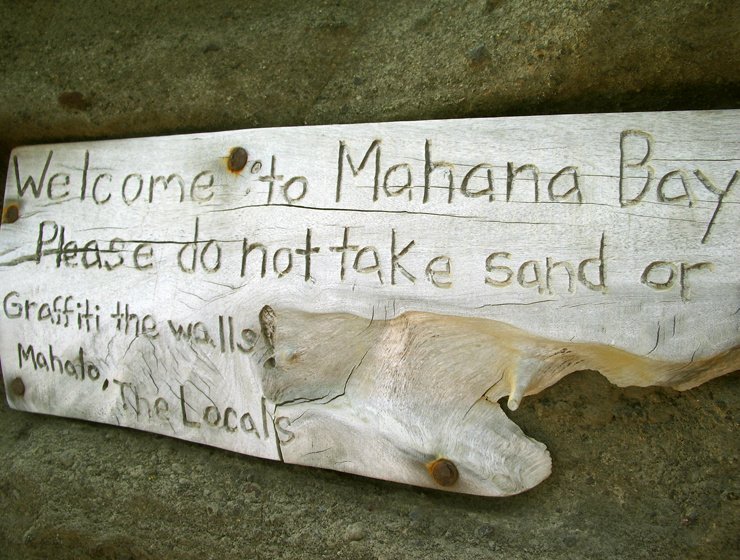 Welcome to Mahana Bay
Please do not take sand or
Graffiti the walls!
Mahalo, The Locals